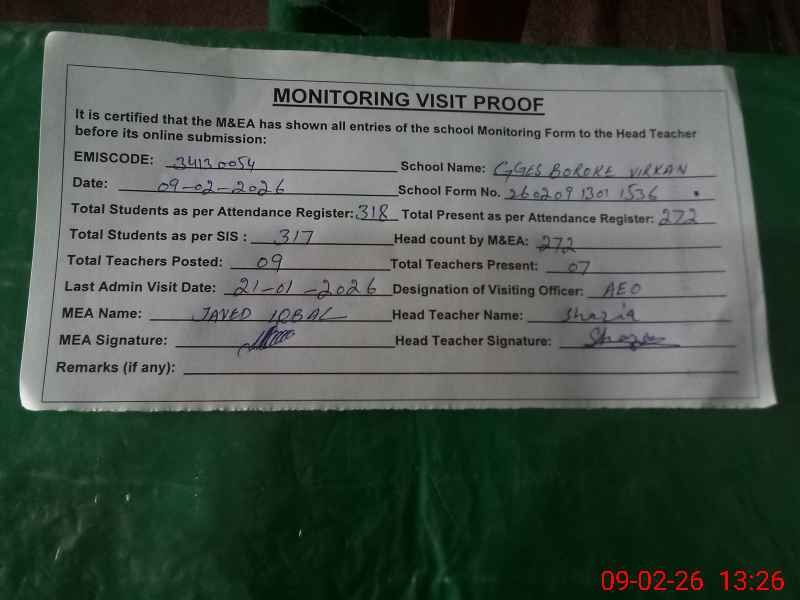 MONITORING VISIT PROOF
It is certified that the M&EA has shown all entries of the school Monitoring Form to the Head Teacher
before its online submission:
EMISCODE: 34130054 School Name: GGES BOROKE VIRKAN
Date: 09-02-2026 School Form No. 260209 1301 1536
Total Students as per Attendance Register: 318 Total Present as per Attendance Register: 272
Total Students as per SIS : 317 Head count by M&EA: 272
Total Teachers Posted: 09 Total Teachers Present: 07
Last Admin Visit Date: 21-01-2026 Designation of Visiting Officer: AEO
MEA Name: JAVED IQBAL Head Teacher Name: Shazia
MEA Signature: Head Teacher Signature:
Remarks (if any):
09-02-26 13:26